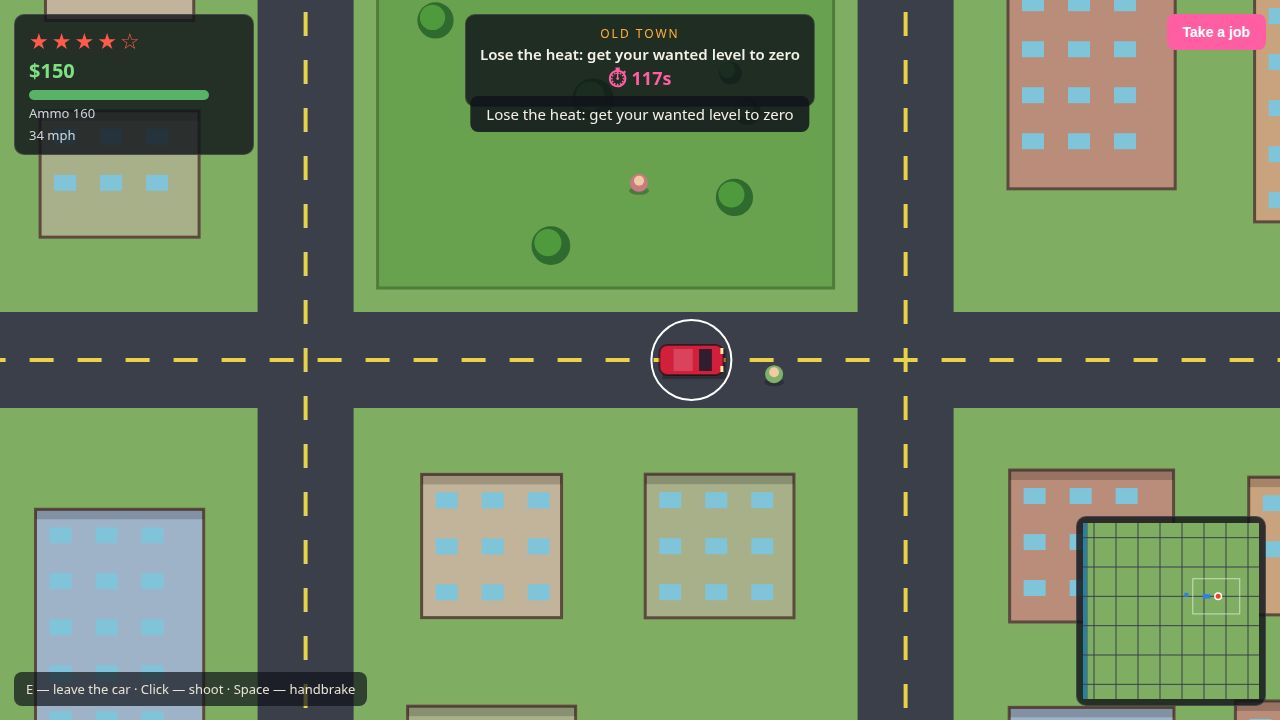 ★★★★☆
$150
Ammo 160
34 mph
OLD TOWN
Lose the heat: get your wanted level to zero
⏱ 117s
Lose the heat: get your wanted level to zero
Take a job
E — leave the car · Click — shoot · Space — handbrake